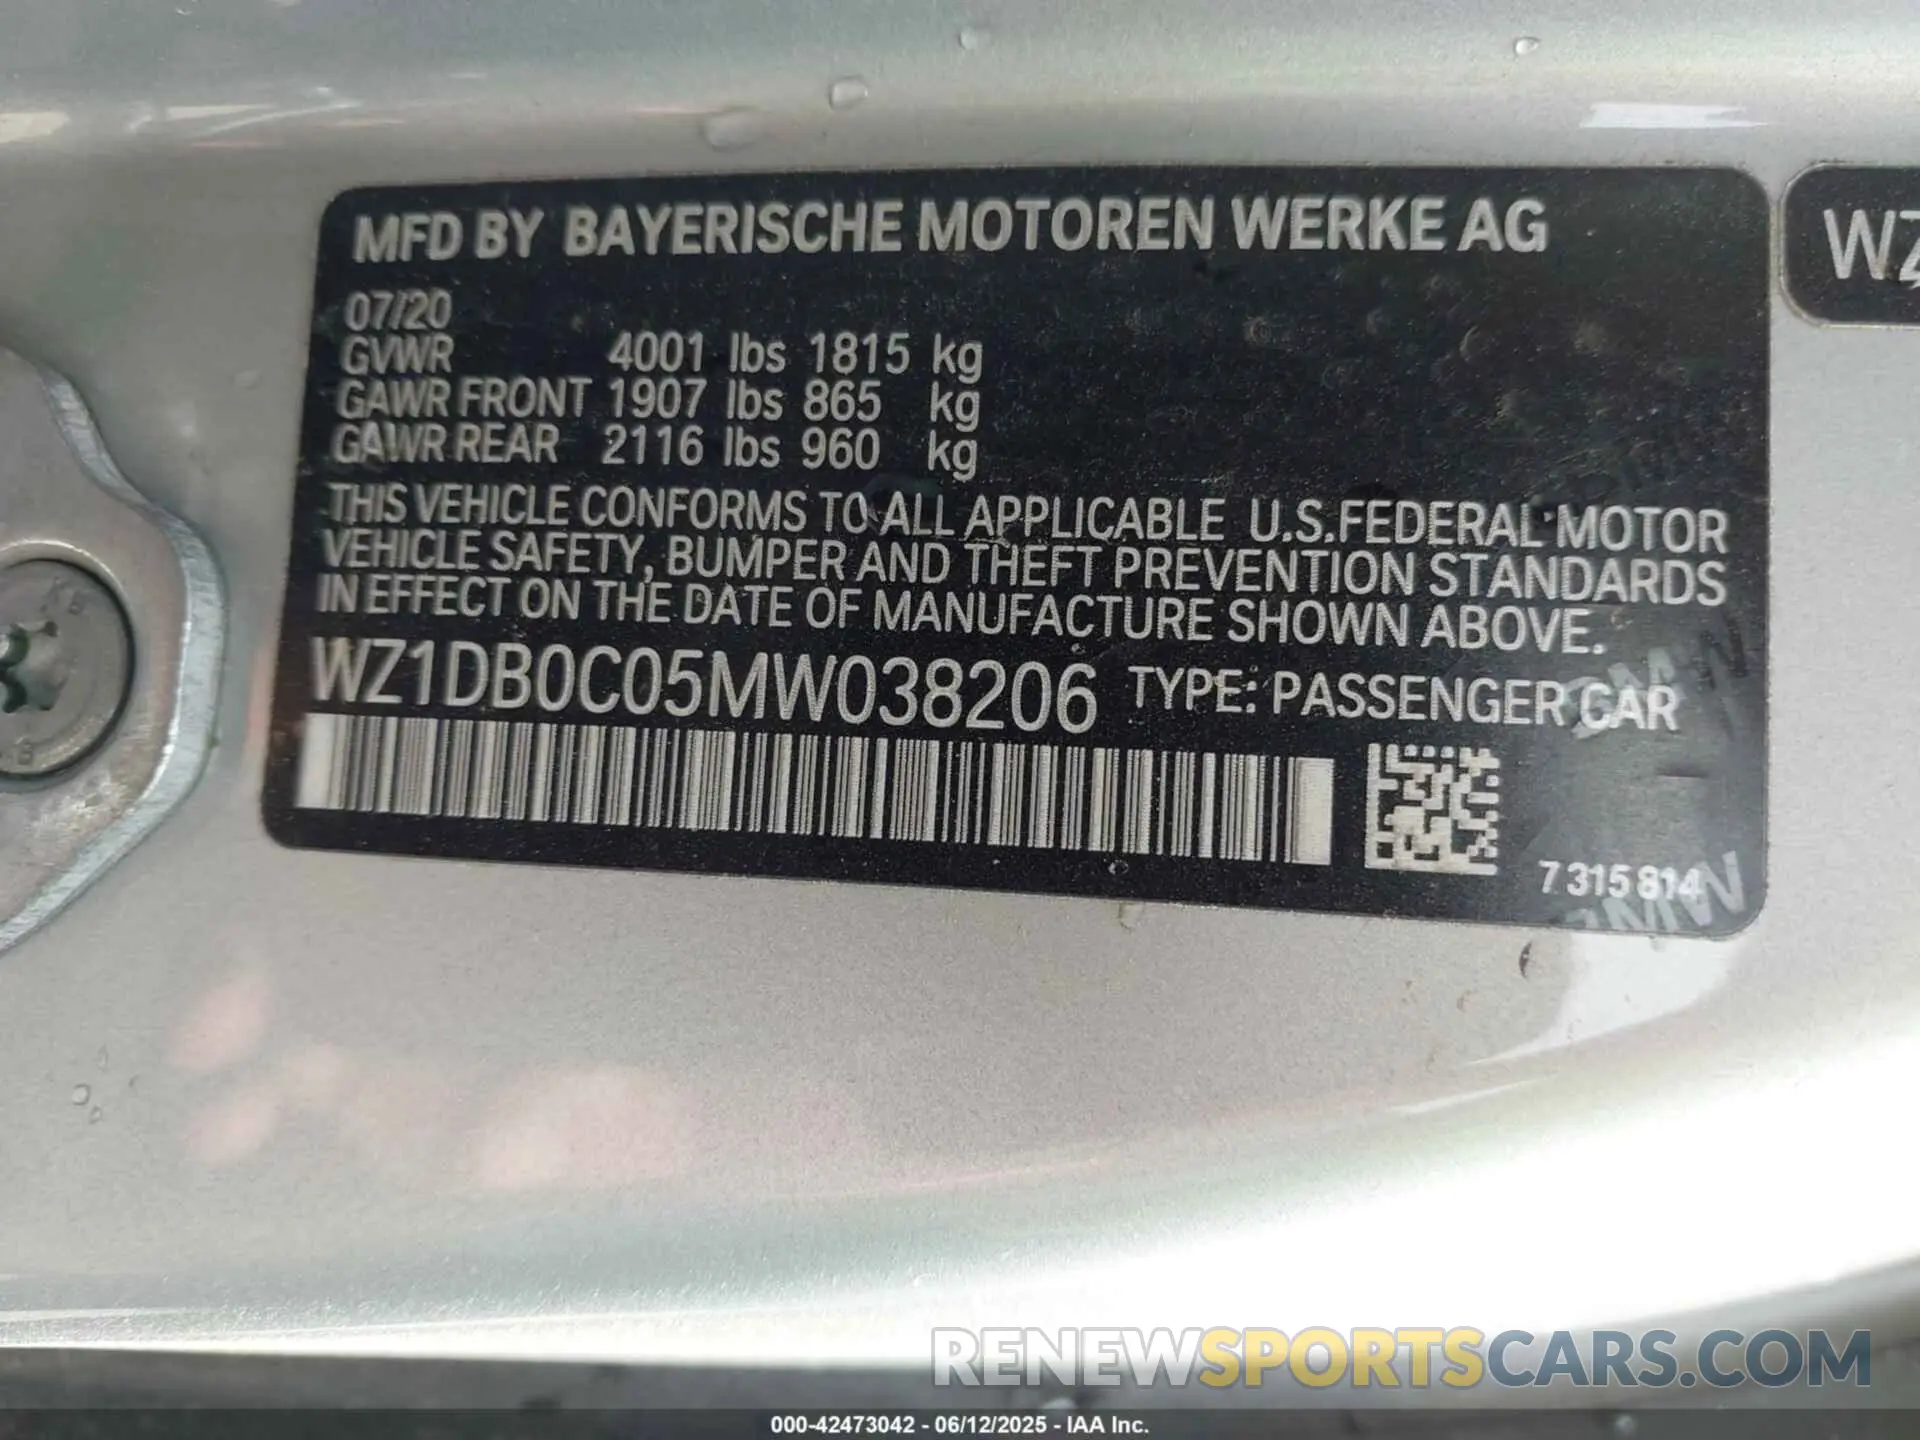 MFD BY BAYERISCHE MOTOREN WERKE AG
07/20
GVWR 4001 lbs 1815 kg
GAWR FRONT 1907 lbs 865 kg
GAWR REAR 2116 lbs 960 kg
THIS VEHICLE CONFORMS TO ALL APPLICABLE U.S.FEDERAL MOTOR
VEHICLE SAFETY, BUMPER AND THEFT PREVENTION STANDARDS
IN EFFECT ON THE DATE OF MANUFACTURE SHOWN ABOVE.
WZ1DB0C05MW038206 TYPE: PASSENGER CAR
7 315 814
WZ
BMW
BMW
RENEWSPORTSCARS.COM
000-42473042 - 06/12/2025 - IAA Inc.